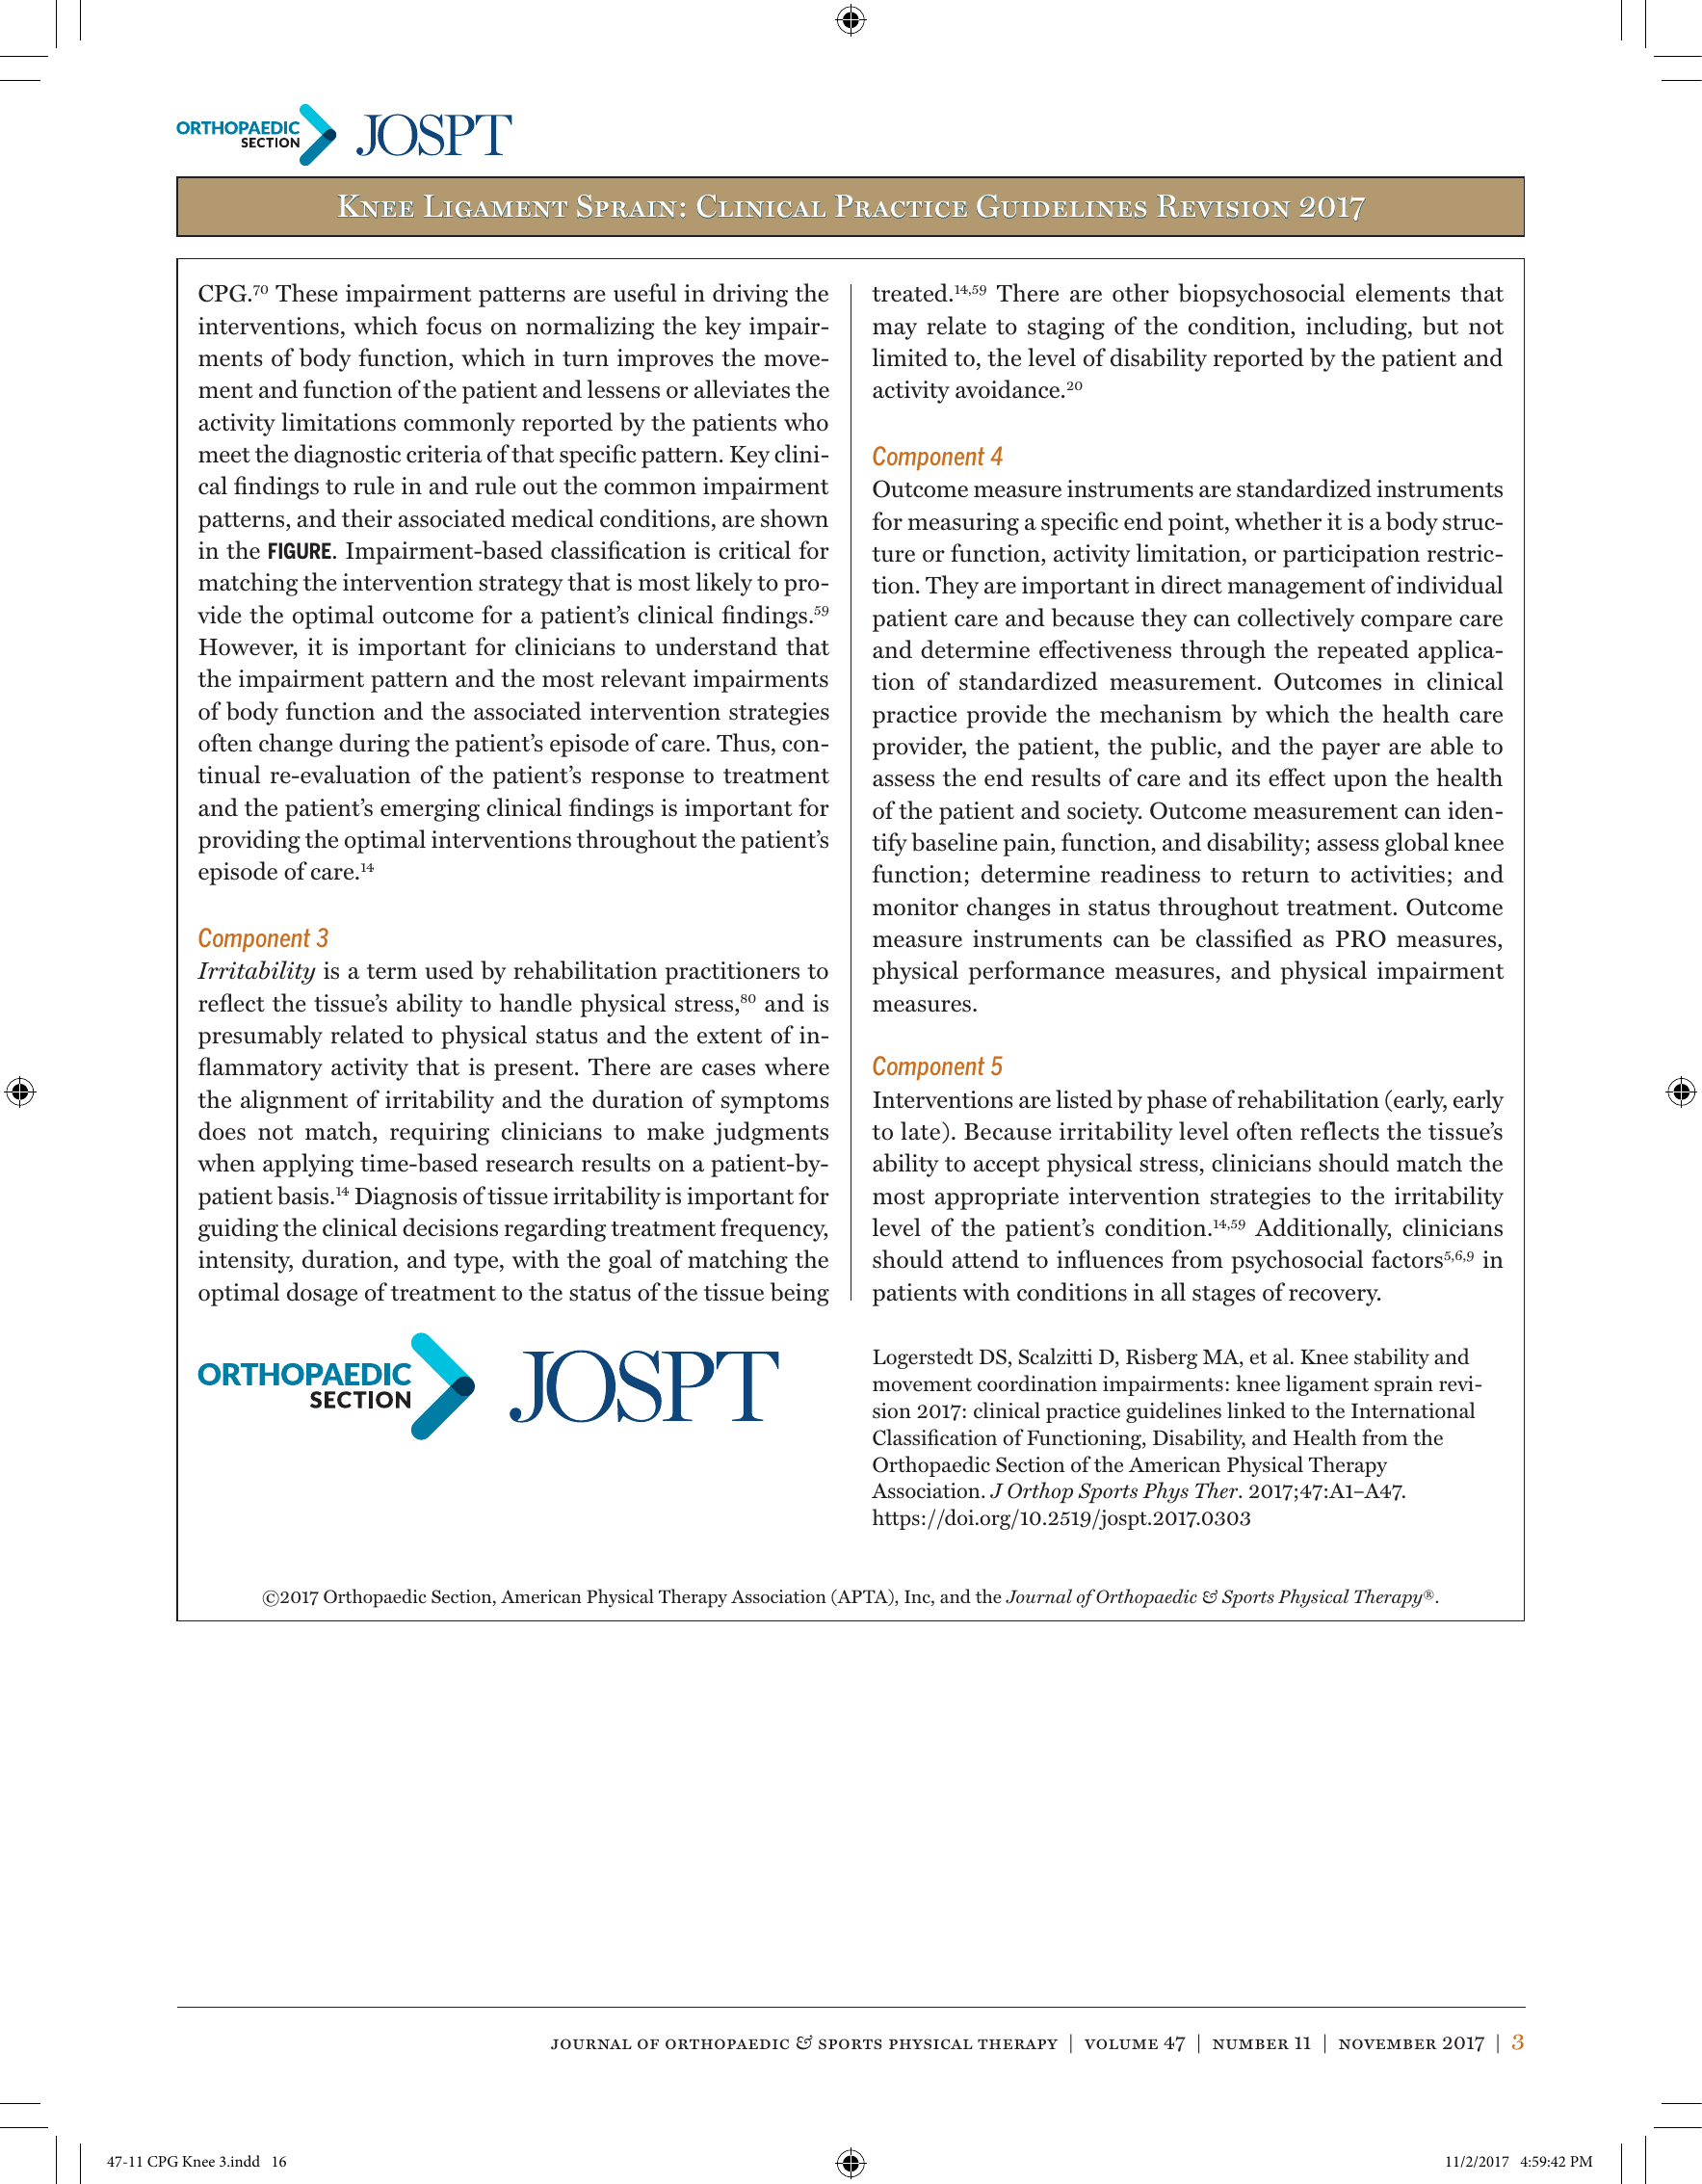 ORTHOPAEDIC
SECTION
JOSPT
Knee Ligament Sprain: Clinical Practice Guidelines Revision 2017
CPG.70 These impairment patterns are useful in driving the
interventions, which focus on normalizing the key impair-
ments of body function, which in turn improves the move-
ment and function of the patient and lessens or alleviates the
activity limitations commonly reported by the patients who
meet the diagnostic criteria of that specific pattern. Key clini-
cal findings to rule in and rule out the common impairment
patterns, and their associated medical conditions, are shown
in the FIGURE. Impairment-based classification is critical for
matching the intervention strategy that is most likely to pro-
vide the optimal outcome for a patient’s clinical findings.59
However, it is important for clinicians to understand that
the impairment pattern and the most relevant impairments
of body function and the associated intervention strategies
often change during the patient’s episode of care. Thus, con-
tinual re-evaluation of the patient’s response to treatment
and the patient’s emerging clinical findings is important for
providing the optimal interventions throughout the patient’s
episode of care.14
Component 3
Irritability is a term used by rehabilitation practitioners to
reflect the tissue’s ability to handle physical stress,80 and is
presumably related to physical status and the extent of in-
flammatory activity that is present. There are cases where
the alignment of irritability and the duration of symptoms
does not match, requiring clinicians to make judgments
when applying time-based research results on a patient-by-
patient basis.14 Diagnosis of tissue irritability is important for
guiding the clinical decisions regarding treatment frequency,
intensity, duration, and type, with the goal of matching the
optimal dosage of treatment to the status of the tissue being
treated.14,59 There are other biopsychosocial elements that
may relate to staging of the condition, including, but not
limited to, the level of disability reported by the patient and
activity avoidance.20
Component 4
Outcome measure instruments are standardized instruments
for measuring a specific end point, whether it is a body struc-
ture or function, activity limitation, or participation restric-
tion. They are important in direct management of individual
patient care and because they can collectively compare care
and determine effectiveness through the repeated applica-
tion of standardized measurement. Outcomes in clinical
practice provide the mechanism by which the health care
provider, the patient, the public, and the payer are able to
assess the end results of care and its effect upon the health
of the patient and society. Outcome measurement can iden-
tify baseline pain, function, and disability; assess global knee
function; determine readiness to return to activities; and
monitor changes in status throughout treatment. Outcome
measure instruments can be classified as PRO measures,
physical performance measures, and physical impairment
measures.
Component 5
Interventions are listed by phase of rehabilitation (early, early
to late). Because irritability level often reflects the tissue’s
ability to accept physical stress, clinicians should match the
most appropriate intervention strategies to the irritability
level of the patient’s condition.14,59 Additionally, clinicians
should attend to influences from psychosocial factors5,6,9 in
patients with conditions in all stages of recovery.
ORTHOPAEDIC
SECTION
JOSPT
Logerstedt DS, Scalzitti D, Risberg MA, et al. Knee stability and
movement coordination impairments: knee ligament sprain revi-
sion 2017: clinical practice guidelines linked to the International
Classification of Functioning, Disability, and Health from the
Orthopaedic Section of the American Physical Therapy
Association. J Orthop Sports Phys Ther. 2017;47:A1–A47.
https://doi.org/10.2519/jospt.2017.0303
©2017 Orthopaedic Section, American Physical Therapy Association (APTA), Inc, and the Journal of Orthopaedic & Sports Physical Therapy®.
journal of orthopaedic & sports physical therapy | volume 47 | number 11 | november 2017 | 3
47-11 CPG Knee 3.indd 16
11/2/2017 4:59:42 PM